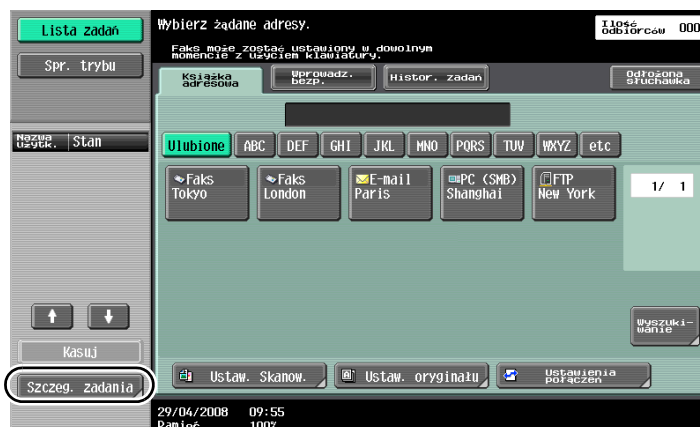 Lista zadań
Spr. trybu
Nazwa użytk.
Stan
Kasuj
Szczeg. zadania
Wybierz żądane adresy.
Ilość odbiorców
000
Faks może zostać ustawiony w dowolnym
momencie z użyciem klawiatury.
Książka adresowa
Wprowadz. bezp.
Histor. zadań
Odłożona słuchawka
Ulubione
ABC
DEF
GHI
JKL
MNO
PQRS
TUV
WXYZ
etc
Faks
Tokyo
Faks
London
E-mail
Paris
PC (SMB)
Shanghai
FTP
New York
1/ 1
Wyszuki-
wanie
Ustaw. Skanow.
Ustaw. oryginału
Ustawienia połączeń
29/04/2008 09:55
Pamięć 100%